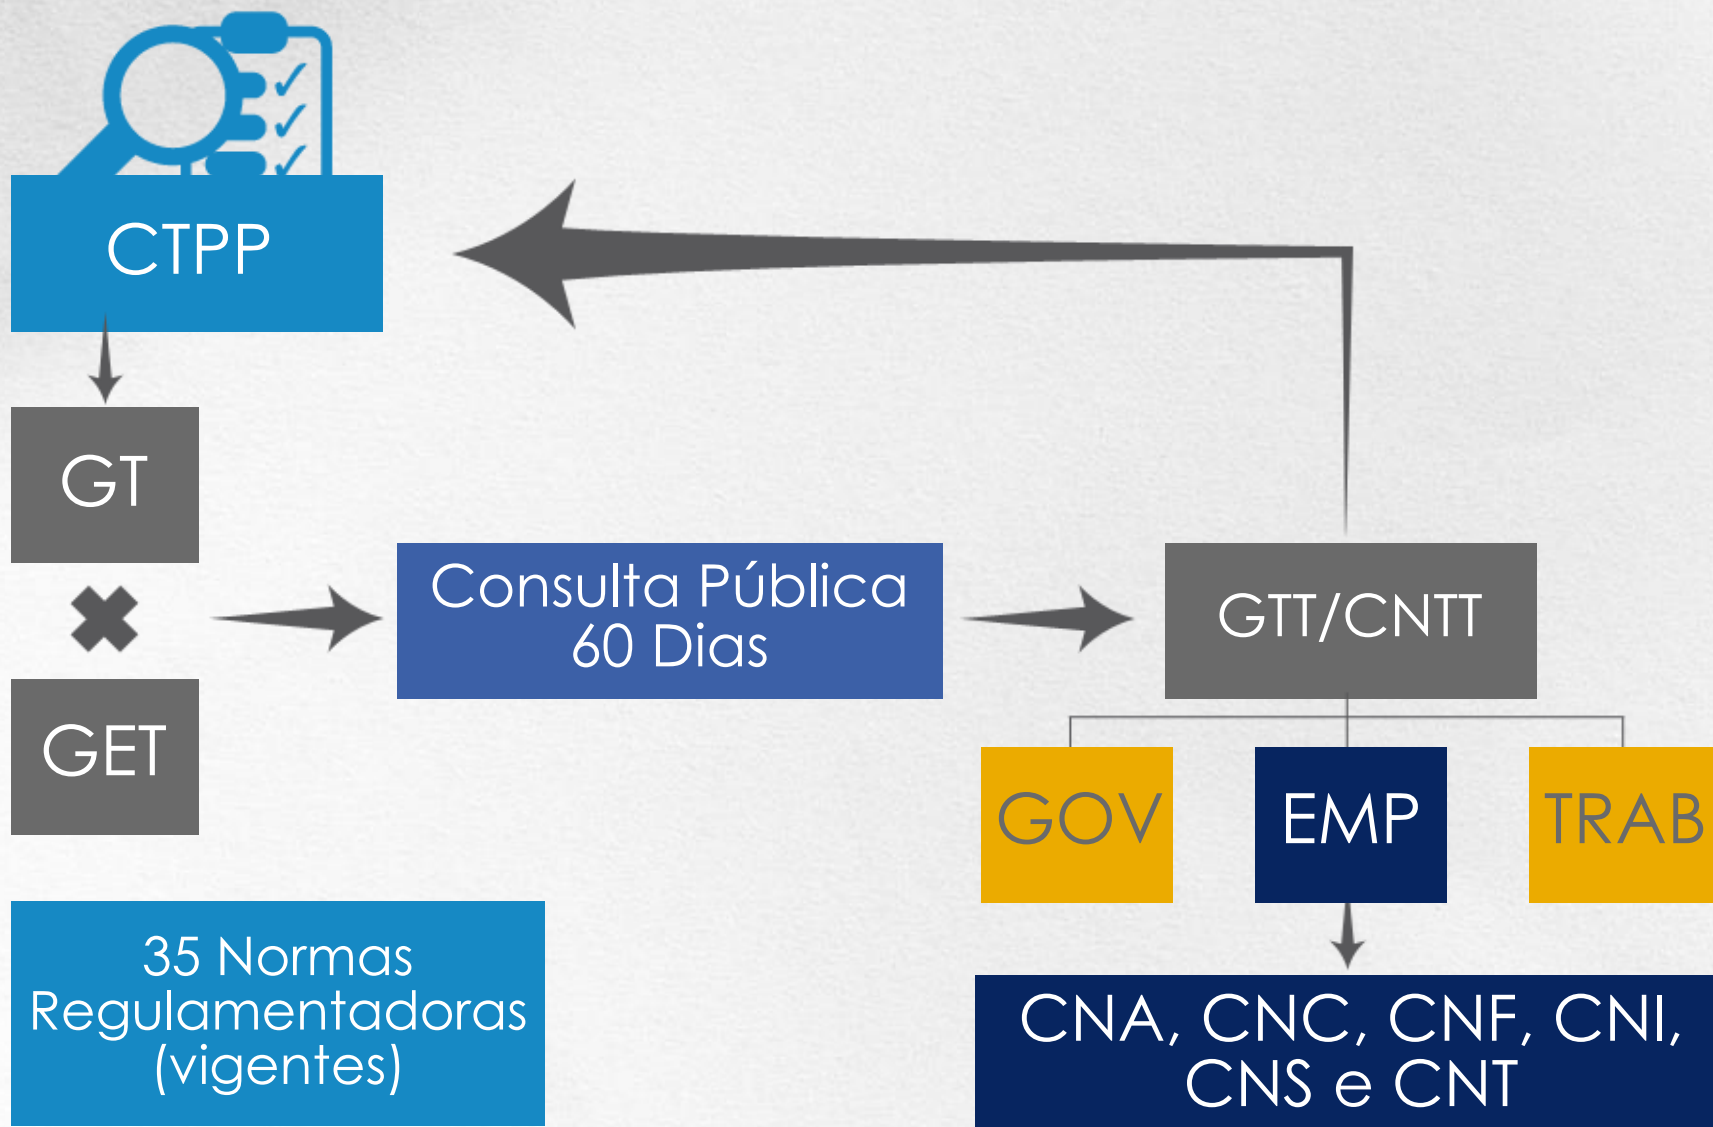 CTPP
GT
GET
Consulta Pública
60 Dias
GTT/CNTT
GOV
EMP
TRAB
35 Normas
Regulamentadoras
(vigentes)
CNA, CNC, CNF, CNI,
CNS e CNT